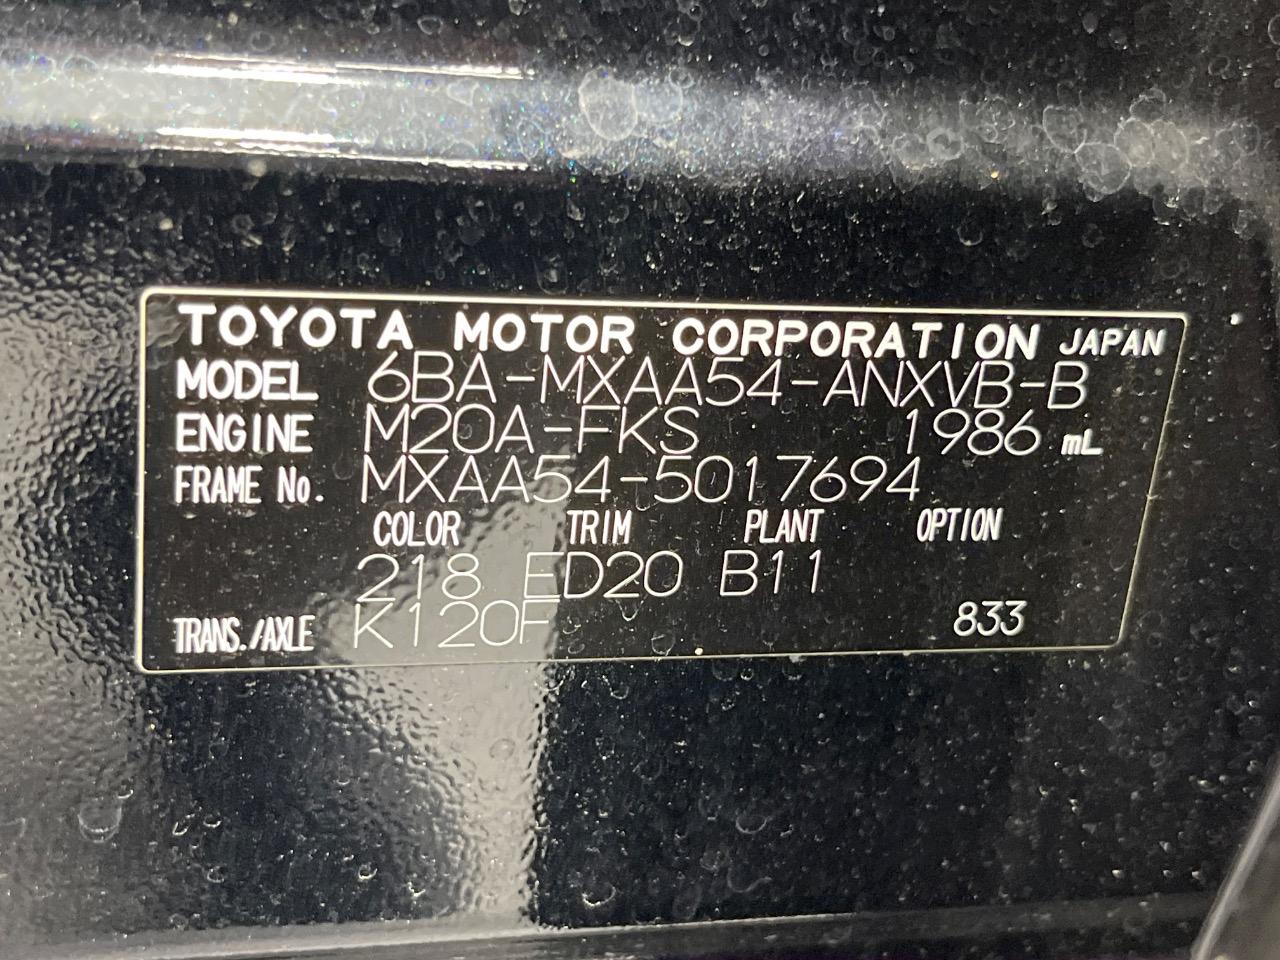 TOYOTA MOTOR CORPORATION JAPAN
MODEL 6BA-MXAA54-ANXVB-B
ENGINE M20A-FKS 1986 mL
FRAME No. MXAA54-5017694
COLOR TRIM PLANT OPTION
218 ED20 B11
TRANS./AXLE K120F 833